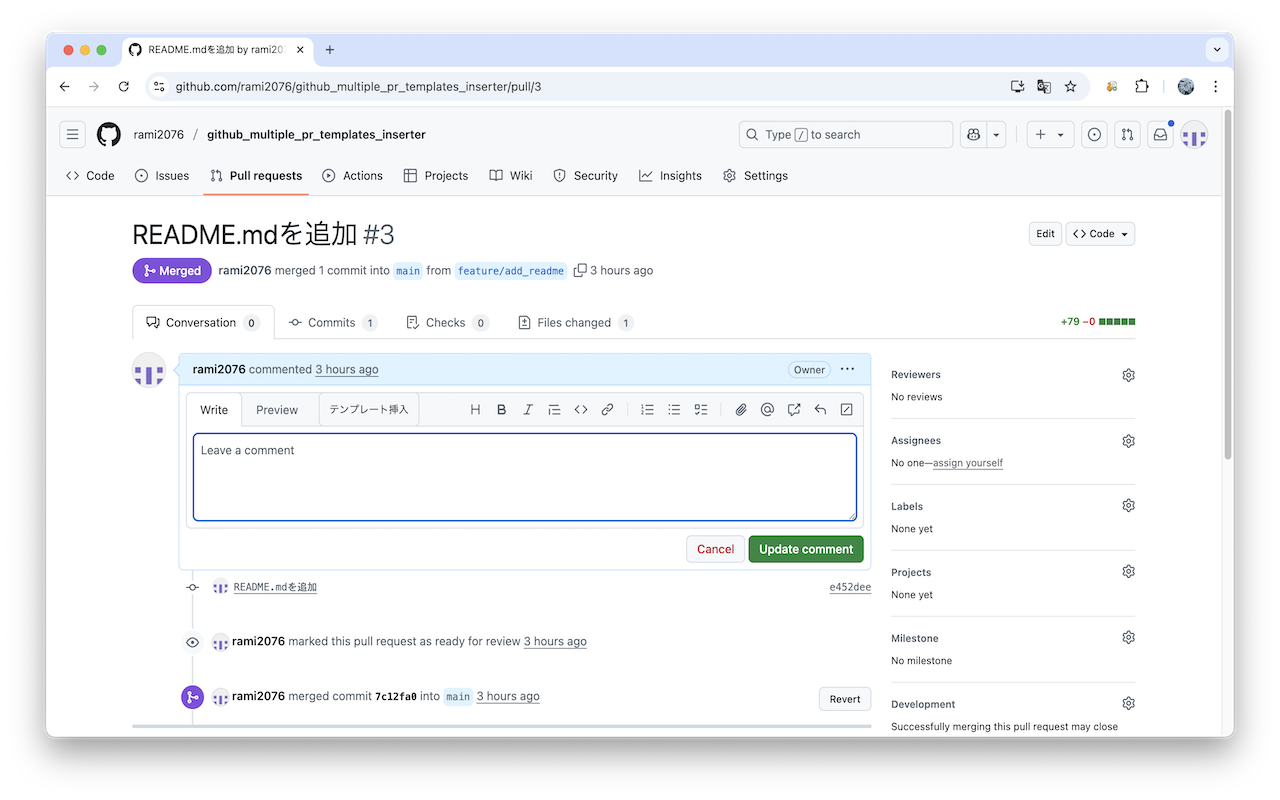 README.mdを追加 by rami20
github.com/rami2076/github_multiple_pr_templates_inserter/pull/3
rami2076 / github_multiple_pr_templates_inserter
Type / to search
Code Issues Pull requests Actions Projects Wiki Security Insights Settings
README.mdを追加 #3
Edit
Code
Merged rami2076 merged 1 commit into main from feature/add_readme 3 hours ago
Conversation 0 Commits 1 Checks 0 Files changed 1
+79 −0
rami2076 commented 3 hours ago
Owner
Write Preview テンプレート挿入
Leave a comment
Cancel Update comment
README.mdを追加 e452dee
rami2076 marked this pull request as ready for review 3 hours ago
rami2076 merged commit 7c12fa0 into main 3 hours ago
Revert
Reviewers
No reviews
Assignees
No one—assign yourself
Labels
None yet
Projects
None yet
Milestone
No milestone
Development
Successfully merging this pull request may close